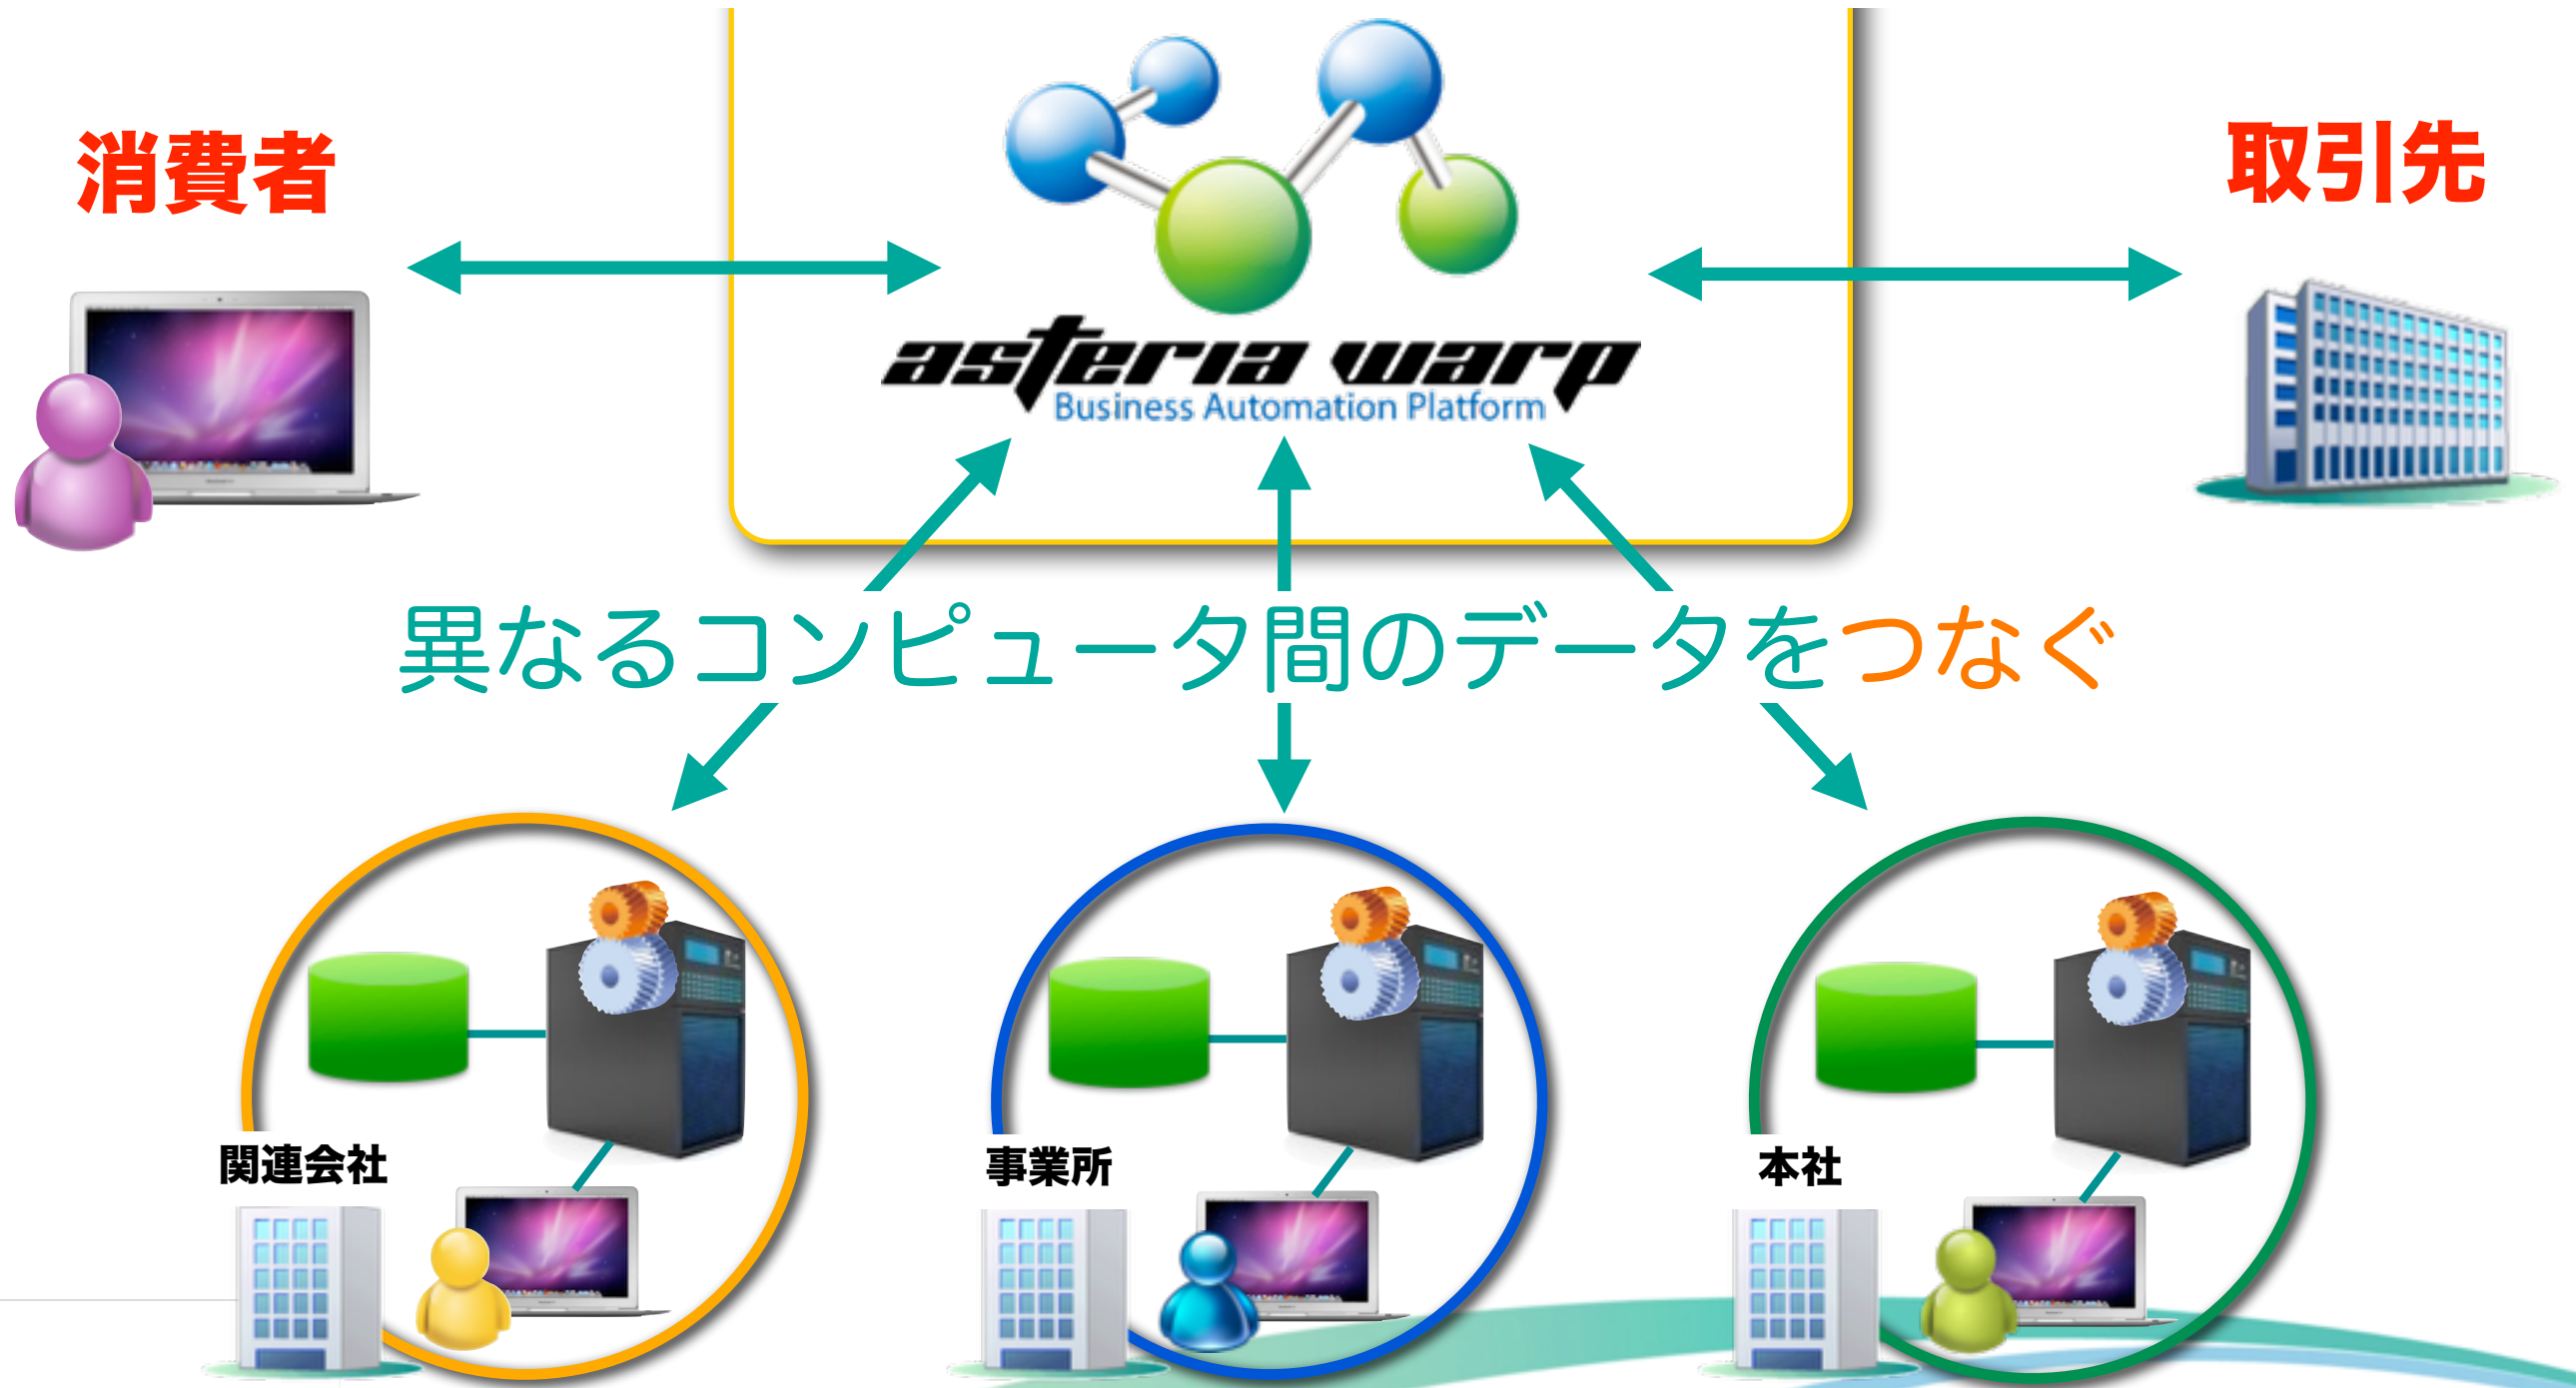 消費者
取引先
asteria warp
Business Automation Platform
異なるコンピュータ間のデータをつなぐ
関連会社
事業所
本社